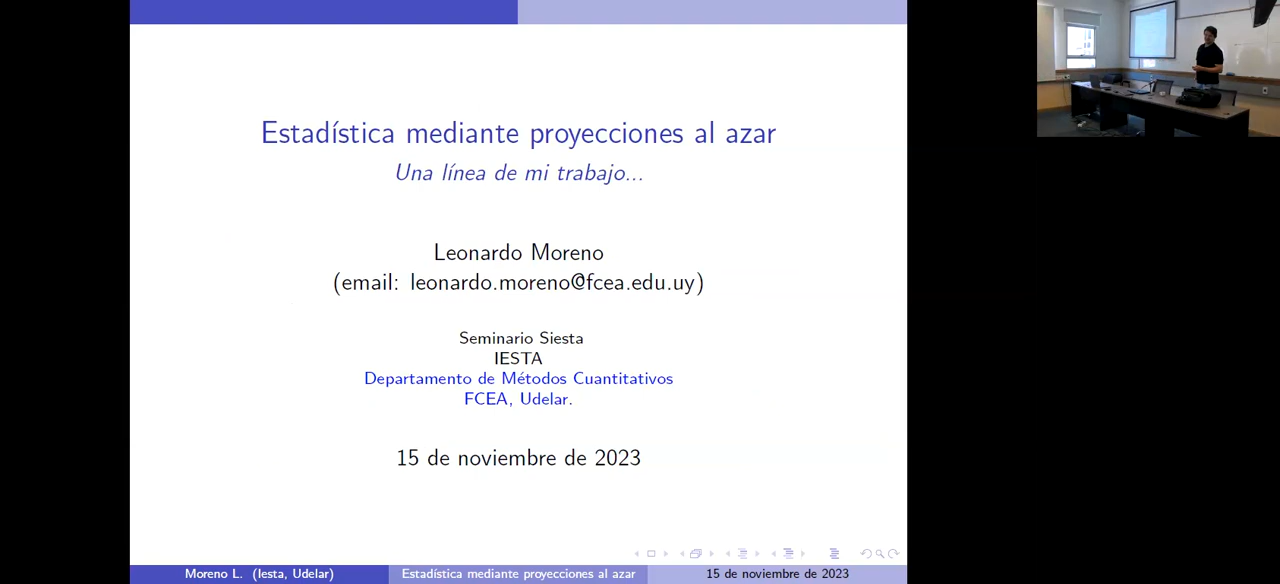 Estadística mediante proyecciones al azar
Una línea de mi trabajo...
Leonardo Moreno
(email: leonardo.moreno@fcea.edu.uy)
Seminario Siesta
IESTA
Departamento de Métodos Cuantitativos
FCEA, Udelar.
15 de noviembre de 2023
Moreno L. (Iesta, Udelar)
Estadística mediante proyecciones al azar
15 de noviembre de 2023